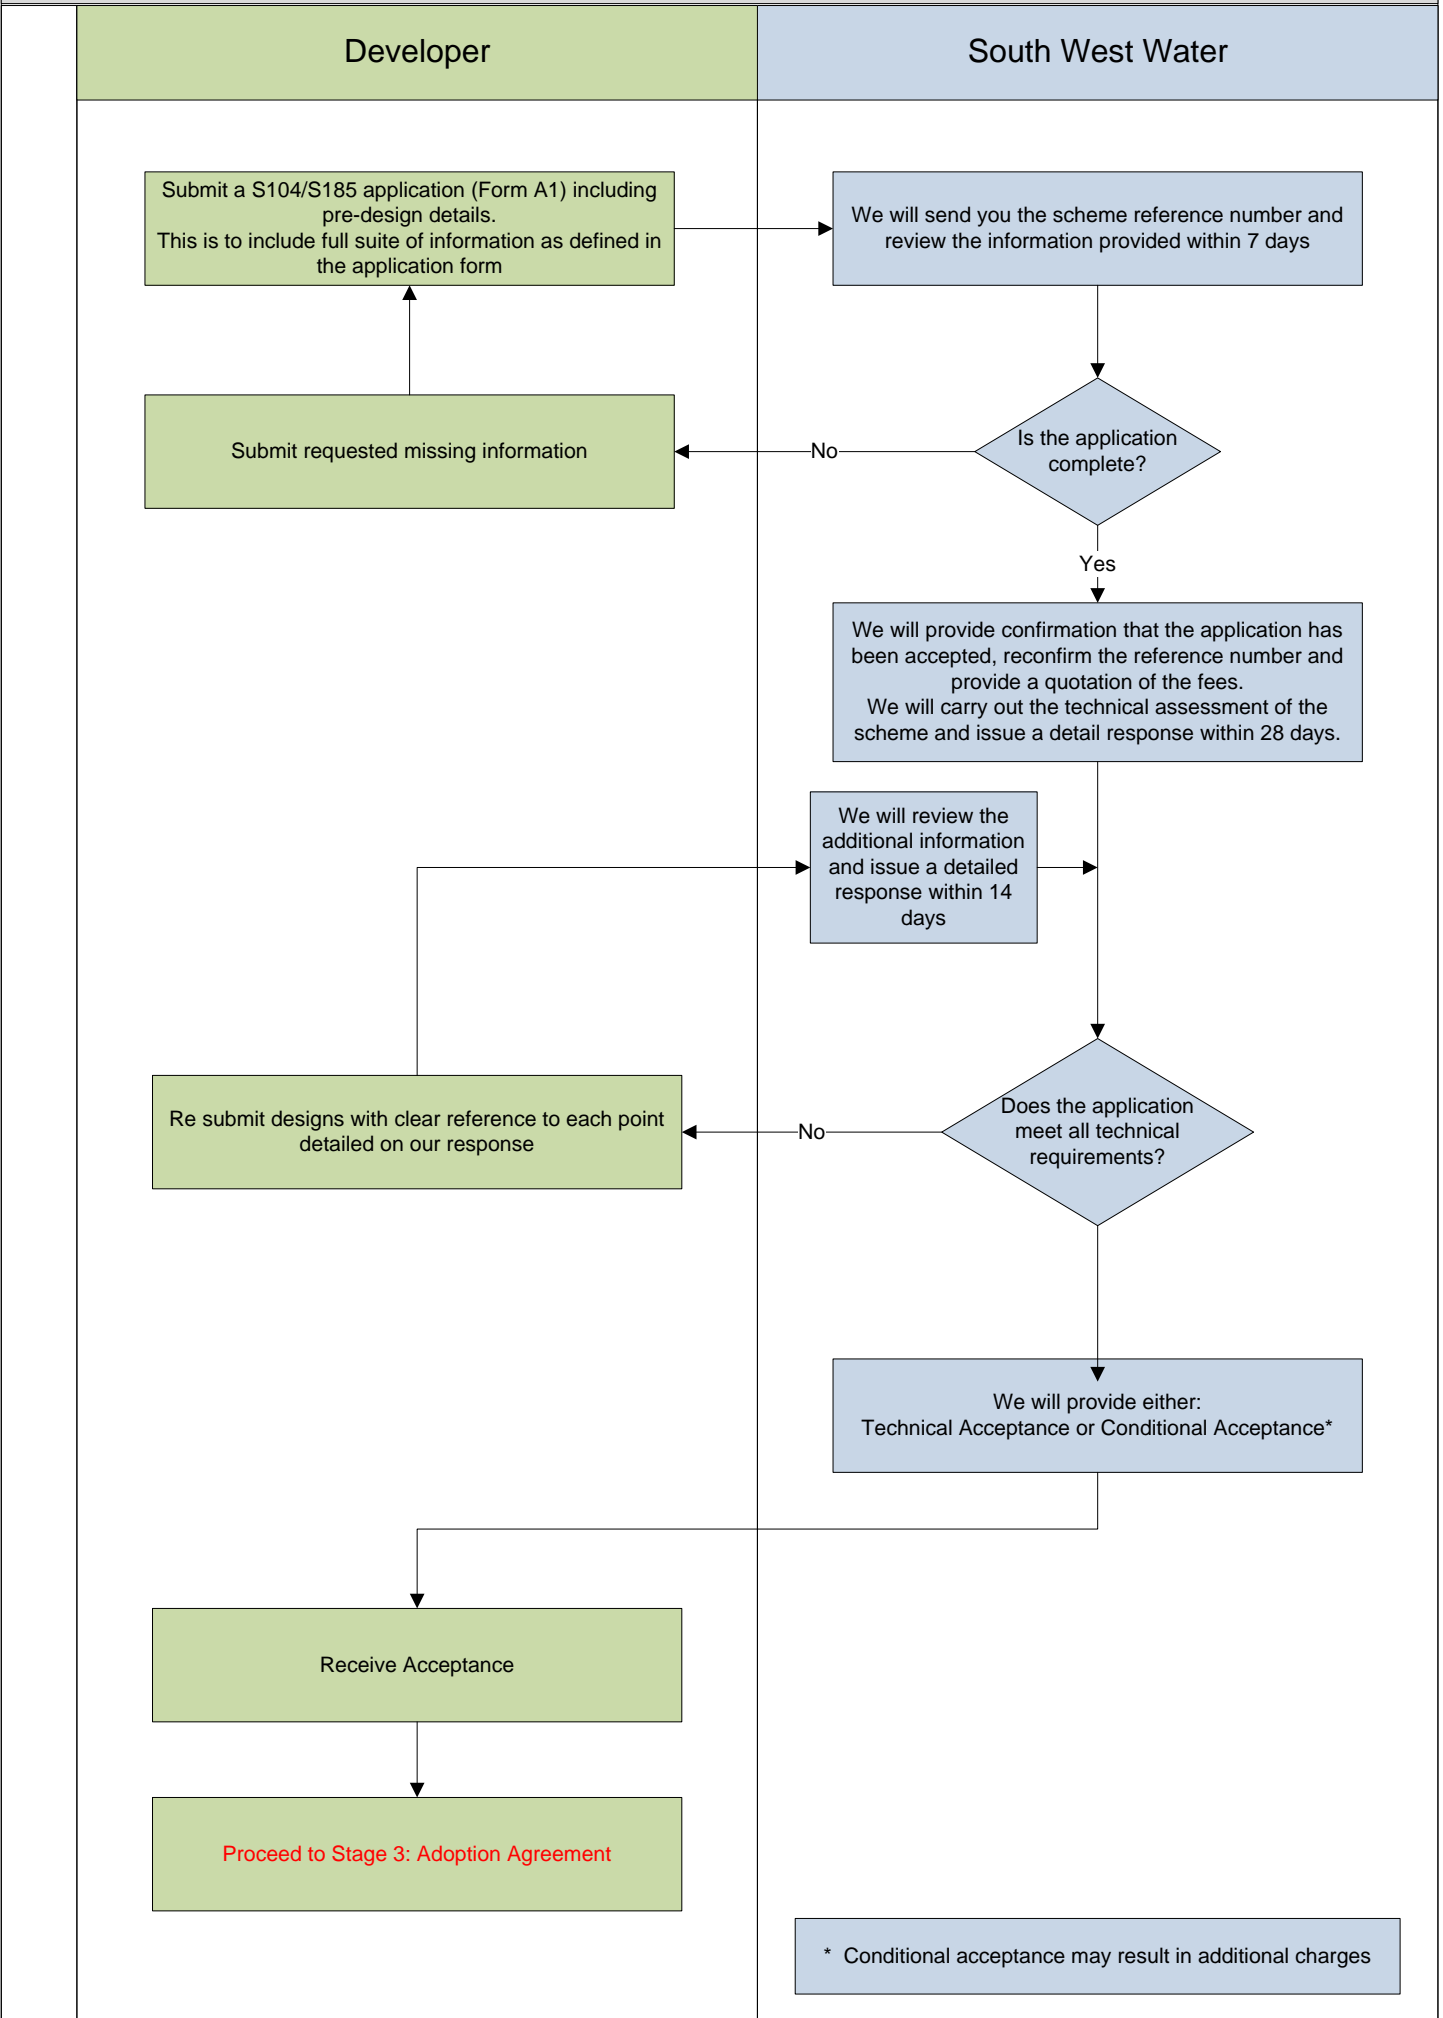 Developer
South West Water
Submit a S104/S185 application (Form A1) including
pre-design details.
This is to include full suite of information as defined in
the application form
We will send you the scheme reference number and
review the information provided within 7 days
Submit requested missing information
No
Is the application
complete?
Yes
We will provide confirmation that the application has
been accepted, reconfirm the reference number and
provide a quotation of the fees.
We will carry out the technical assessment of the
scheme and issue a detail response within 28 days.
We will review the
additional information
and issue a detailed
response within 14
days
Re submit designs with clear reference to each point
detailed on our response
No
Does the application
meet all technical
requirements?
We will provide either:
Technical Acceptance or Conditional Acceptance*
Receive Acceptance
Proceed to Stage 3: Adoption Agreement
* Conditional acceptance may result in additional charges